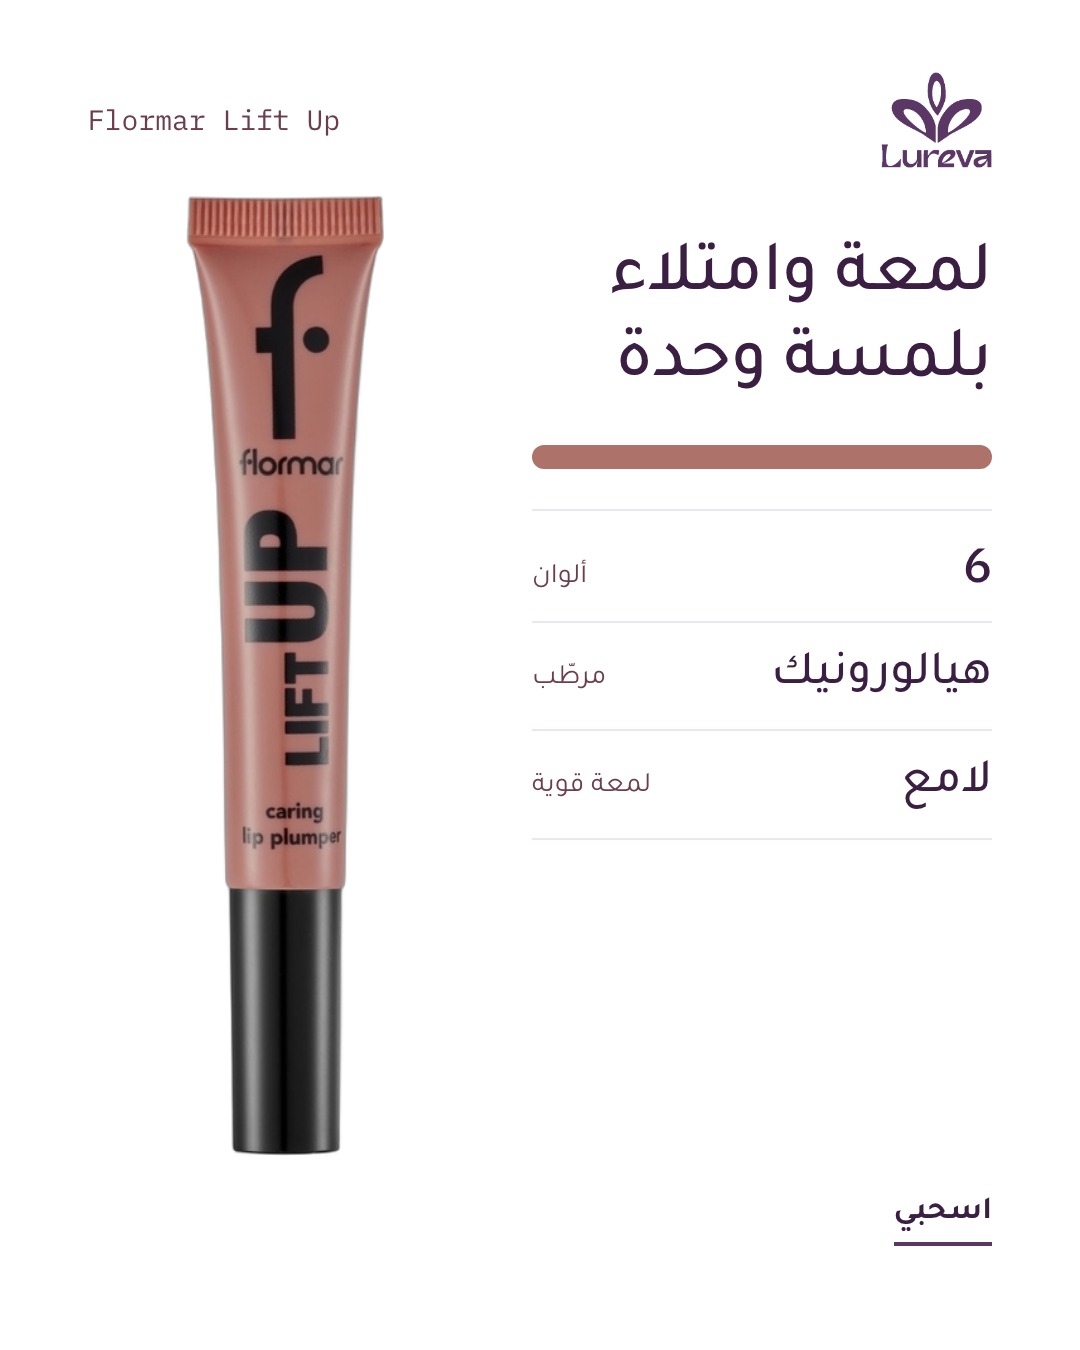 Flormar Lift Up
Lureva
لمعة وامتلاء
بلمسة وحدة
6
ألوان
هيالورونيك
مرطّب
لامع
لمعة قوية
f
flormar
LIFT UP
caring
lip plumper
اسحبي